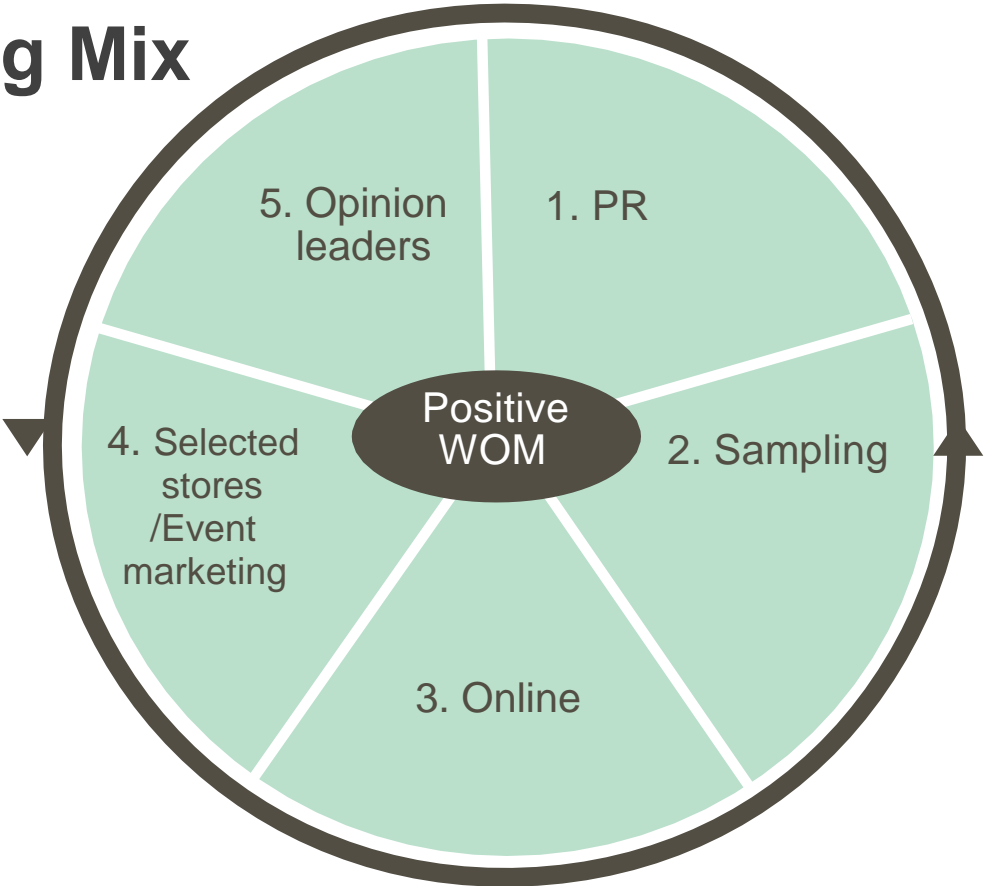 g Mix
1. PR
2. Sampling
3. Online
4. Selected
stores
/Event
marketing
5. Opinion
leaders
Positive
WOM